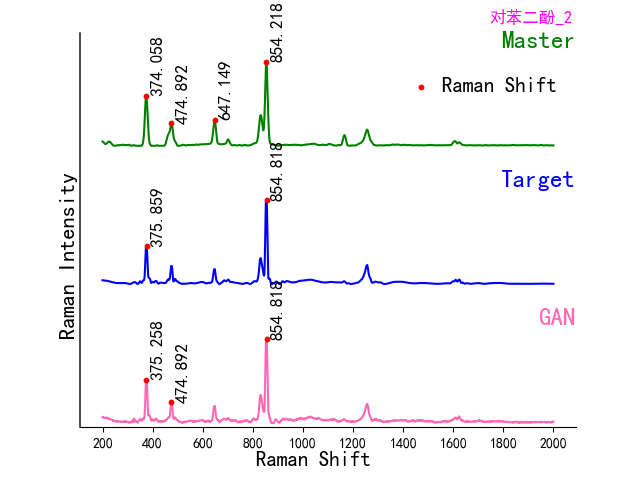 对苯二酚_2
Master
Raman Shift
374.058
474.892
647.149
854.218
Target
375.859
854.818
GAN
375.258
474.892
854.818
Raman Intensity
200 400 600 800 1000 1200 1400 1600 1800 2000
Raman Shift